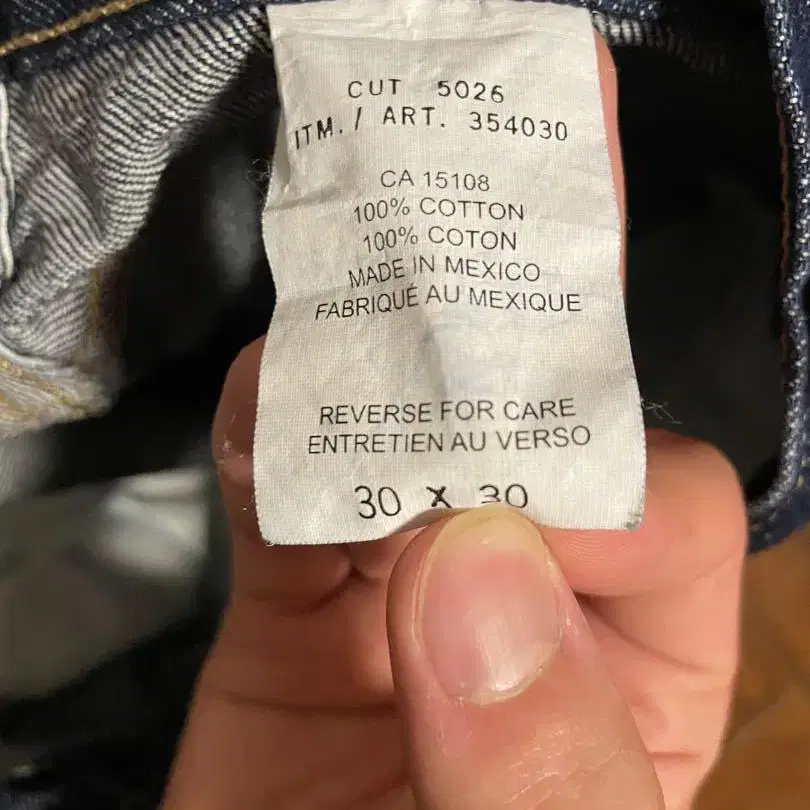 CUT 5026
ITM. / ART. 354030
CA 15108
100% COTTON
100% COTON
MADE IN MEXICO
FABRIQUÉ AU MEXIQUE
REVERSE FOR CARE
ENTRETIEN AU VERSO
30 X 30